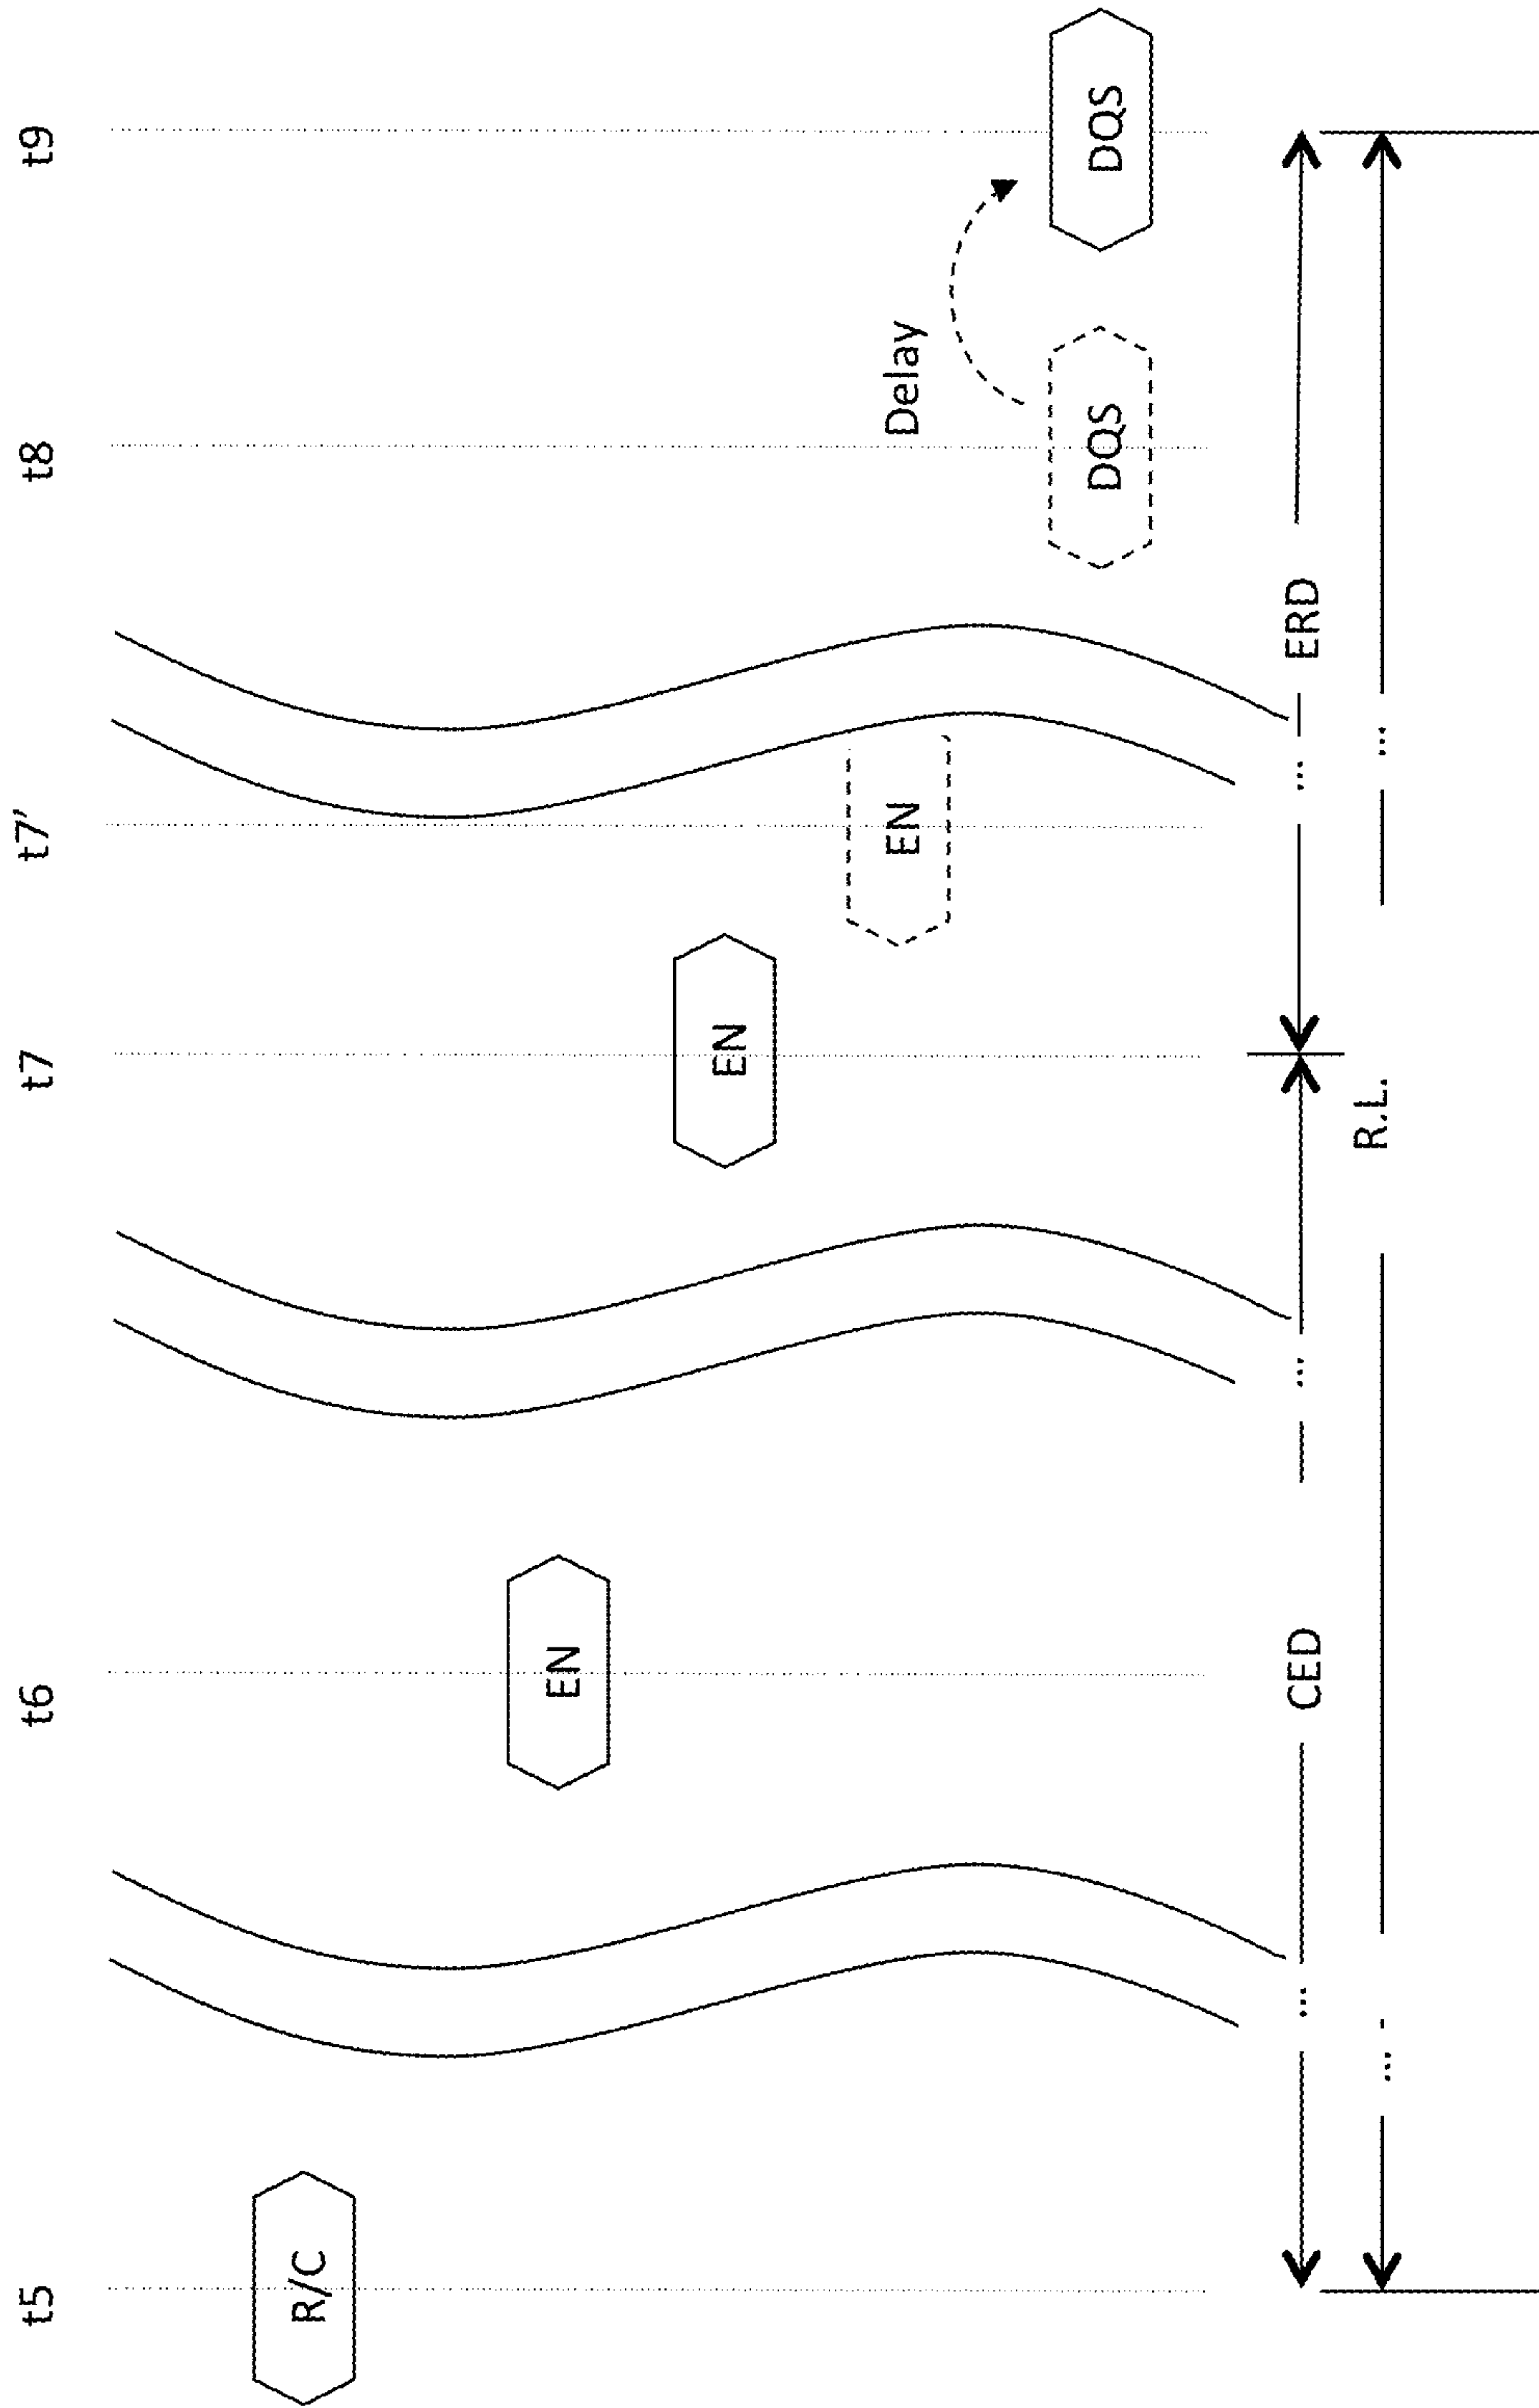 t5 t6 t7 t7' t8 t9
R/C
EN
EN
EN
Delay
DQS DQS
... CED ... ... ERD
... R.L. ...